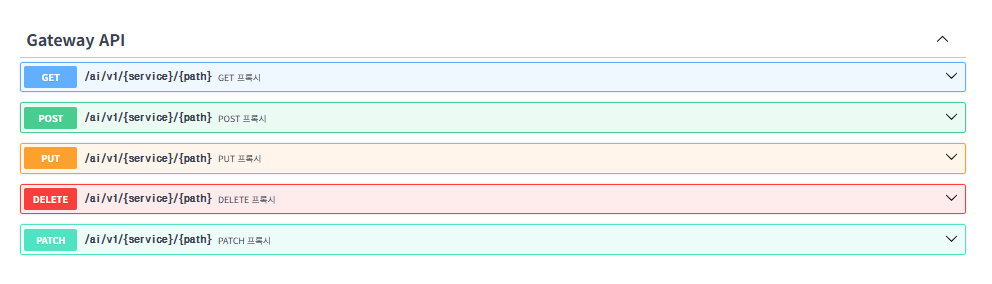 Gateway API
GET /ai/v1/{service}/{path} GET 프록시
POST /ai/v1/{service}/{path} POST 프록시
PUT /ai/v1/{service}/{path} PUT 프록시
DELETE /ai/v1/{service}/{path} DELETE 프록시
PATCH /ai/v1/{service}/{path} PATCH 프록시